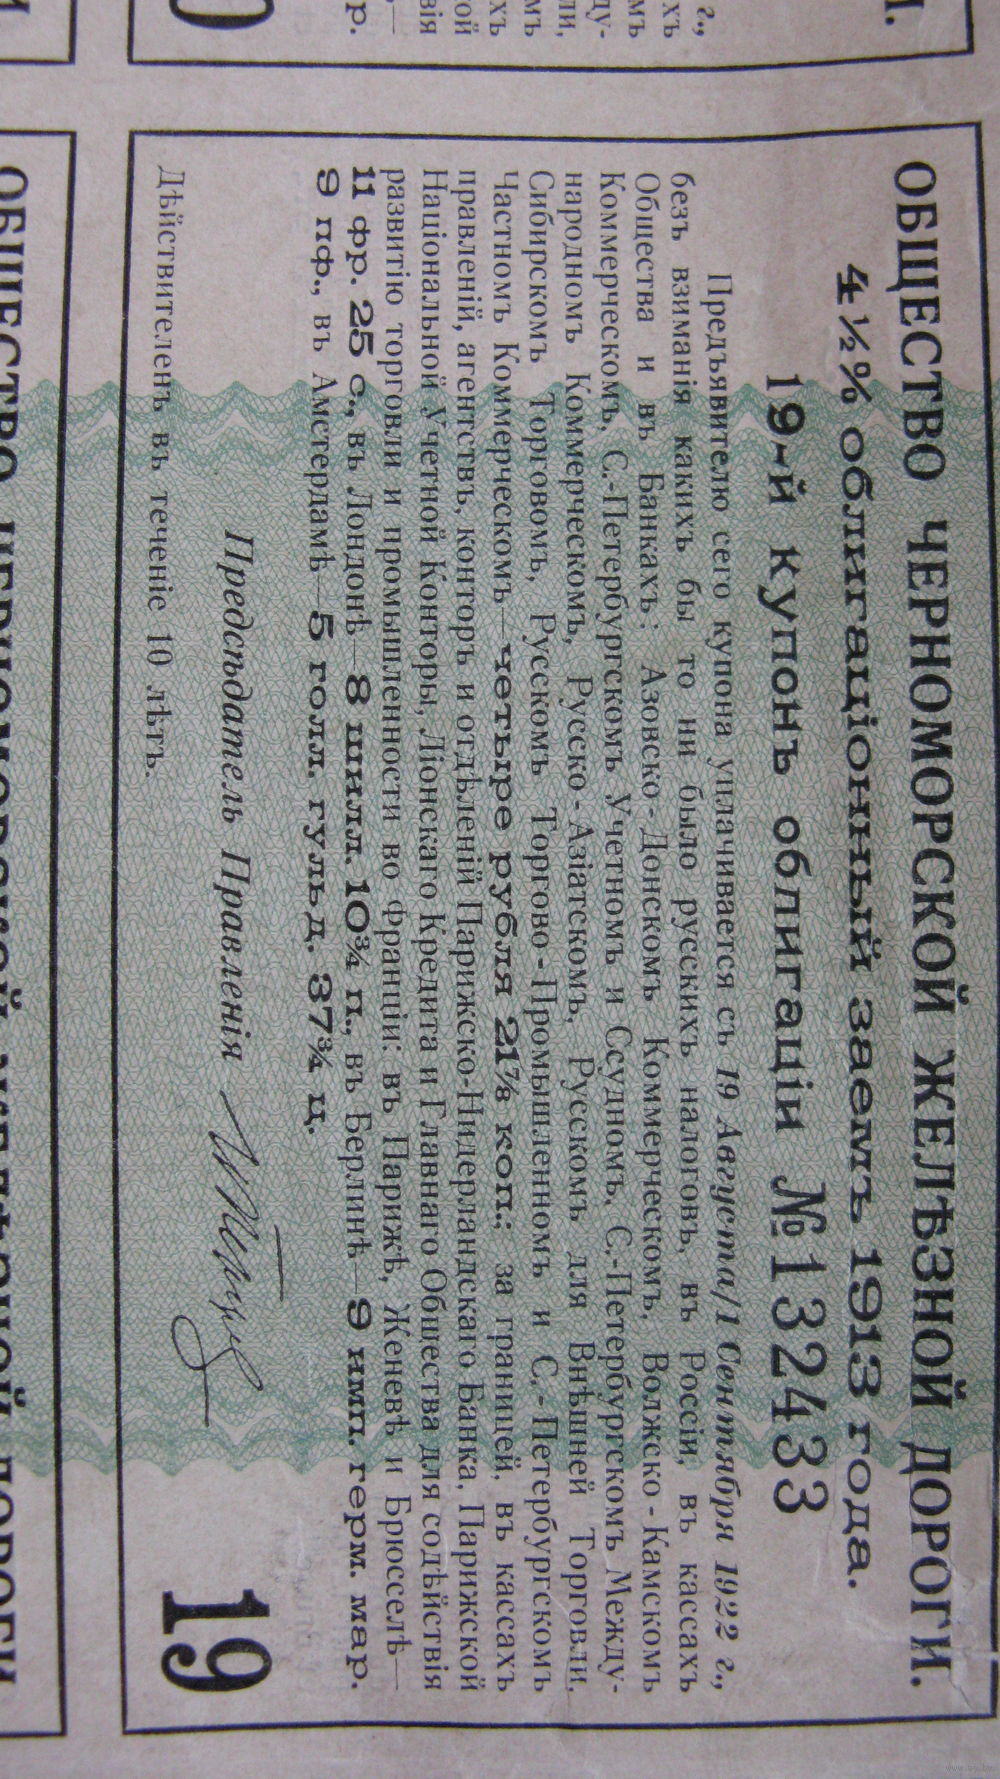 ОБЩЕСТВО ЧЕРНОМОРСКОЙ ЖЕЛѢЗНОЙ ДОРОГИ.
4½% облигаціонный заемъ 1913 года.
19-й купонъ облигаціи №132433
Предъявителю сего купона уплачивается съ 19 Августа/1 Сентября 1922 г.,
безъ взиманія какихъ бы то ни было русскихъ налоговъ, въ Россіи, въ кассахъ
Общества и въ Банкахъ: Азовско-Донскомъ Коммерческомъ, Волжско-Камскомъ
Коммерческомъ, С.-Петербургскомъ Учетномъ и Ссудномъ, С.-Петербургскомъ Между-
народномъ Коммерческомъ, Русско-Азіатскомъ, Русскомъ для Внѣшней Торговли,
Сибирскомъ Торговомъ, Русскомъ Торгово-Промышленномъ и С.-Петербургскомъ
Частномъ Коммерческомъ—четыре рубля 21⅞ коп.; за границей, въ кассахъ
правленій, агентствъ, конторъ и отдѣленій Парижско-Нидерландскаго Банка, Парижской
Національной Учетной Конторы, Ліонскаго Кредита и Главнаго Общества для содѣйствія
развитію торговли и промышленности во Франціи: въ Парижѣ, Женевѣ и Брюсселѣ—
11 фр. 25 с., въ Лондонѣ—8 шилл. 10¾ п., въ Берлинѣ—9 имп. герм. мар.
9 пф., въ Амстердамѣ—5 голл. гульд. 37¾ ц.
Предсѣдатель Правленія
Дѣйствителенъ въ теченіе 10 лѣтъ.
19